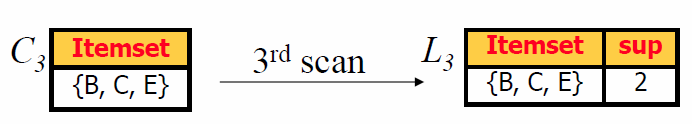 C3 Itemset 3rd scan L3 Itemset sup
{B, C, E} {B, C, E} 2